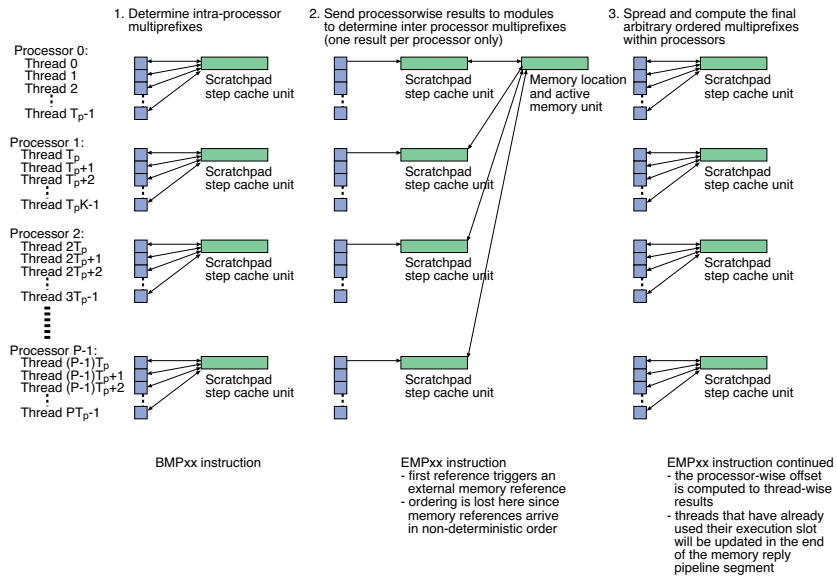 1. Determine intra-processor
multiprefixes
2. Send processorwise results to modules
to determine inter processor multiprefixes
(one result per processor only)
3. Spread and compute the final
arbitrary ordered multiprefixes
within processors
Processor 0:
Thread 0
Thread 1
Thread 2
Thread Tp-1
Scratchpad
step cache unit
Scratchpad
step cache unit
Memory location
and active
memory unit
Scratchpad
step cache unit
Processor 1:
Thread Tp
Thread Tp+1
Thread Tp+2
Thread TpK-1
Scratchpad
step cache unit
Scratchpad
step cache unit
Scratchpad
step cache unit
Processor 2:
Thread 2Tp
Thread 2Tp+1
Thread 2Tp+2
Thread 3Tp-1
Scratchpad
step cache unit
Scratchpad
step cache unit
Scratchpad
step cache unit
Processor P-1:
Thread (P-1)Tp
Thread (P-1)Tp+1
Thread (P-1)Tp+2
Thread PTp-1
Scratchpad
step cache unit
Scratchpad
step cache unit
Scratchpad
step cache unit
BMPxx instruction
EMPxx instruction
- first reference triggers an
external memory reference
- ordering is lost here since
memory references arrive
in non-deterministic order
EMPxx instruction continued
- the processor-wise offset
is computed to thread-wise
results
- threads that have already
used their execution slot
will be updated in the end
of the memory reply
pipeline segment